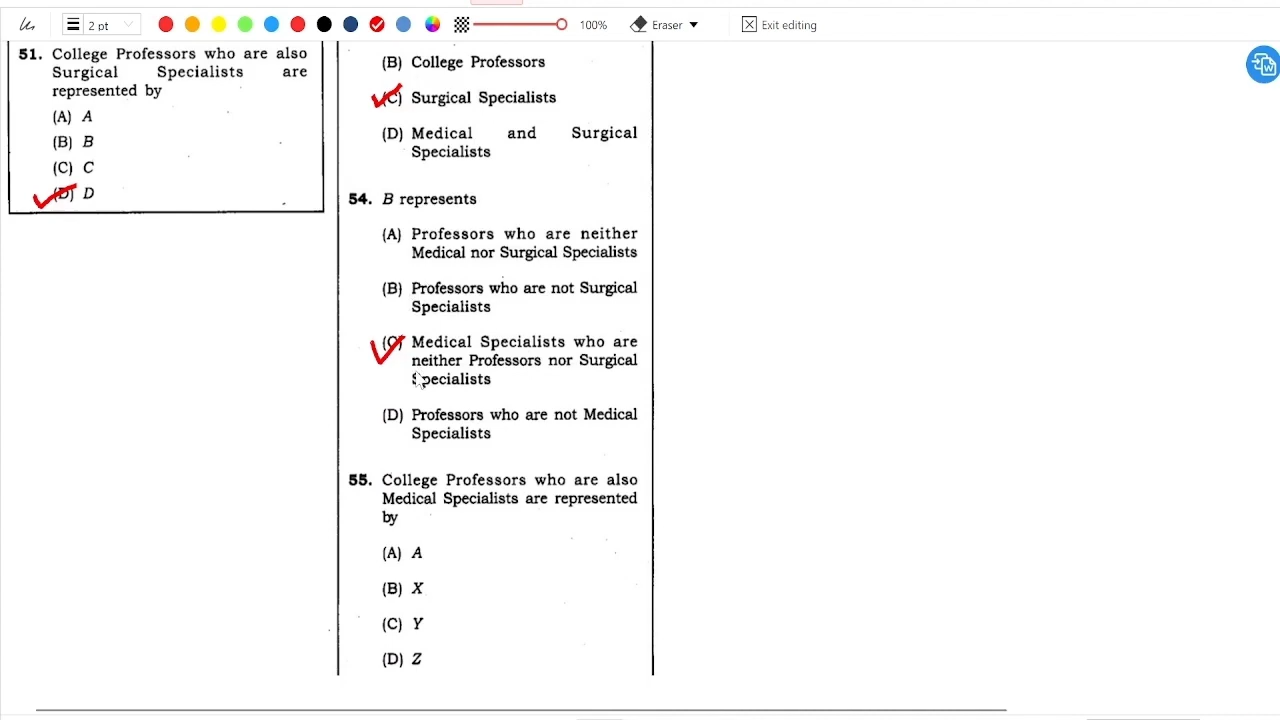 2 pt
100%
Eraser
Exit editing
51. College Professors who are also
Surgical Specialists are
represented by
(A) A
(B) B
(C) C
(D) D
(B) College Professors
(C) Surgical Specialists
(D) Medical and Surgical
Specialists
54. B represents
(A) Professors who are neither
Medical nor Surgical Specialists
(B) Professors who are not Surgical
Specialists
(C) Medical Specialists who are
neither Professors nor Surgical
Specialists
(D) Professors who are not Medical
Specialists
55. College Professors who are also
Medical Specialists are represented
by
(A) A
(B) X
(C) Y
(D) Z